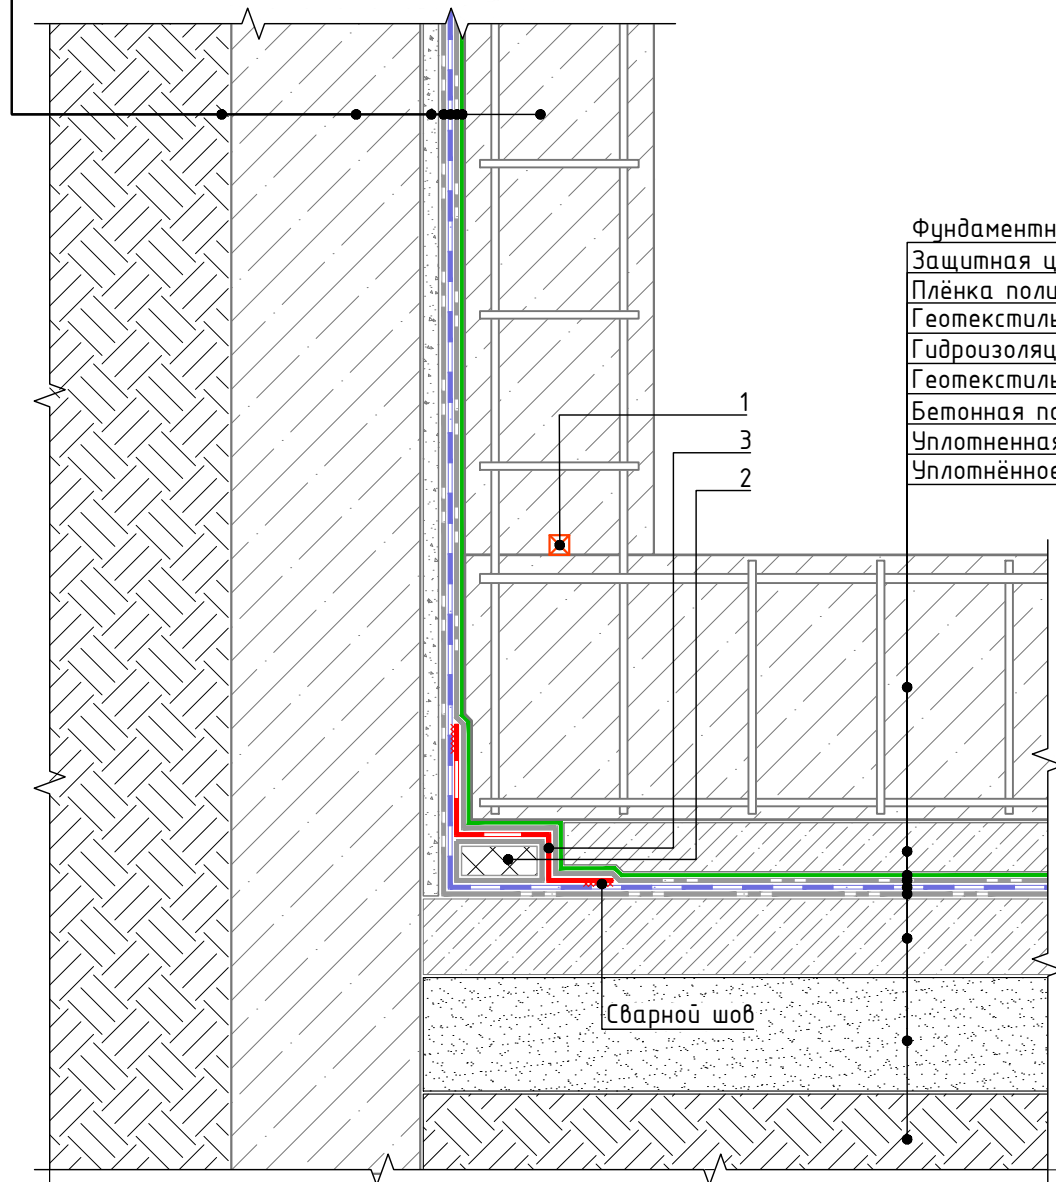 Фундаментн
Защитная ц
Плёнка поли
Геотекстиль
Гидроизоляц
Геотекстиль
Бетонная по
Уплотненная
Уплотнённое
1
3
2
Сварной шов